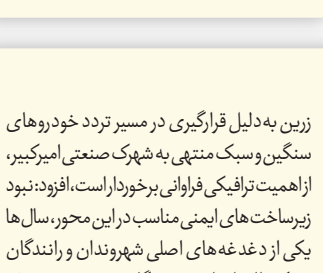 زرین به‌دلیل قرارگیری در مسیر تردد خودروهای
سنگین و سبک منتهی به شهرک صنعتی امیرکبیر،
از اهمیت ترافیکی فراوانی برخوردار است، افزود: نبود
زیرساخت‌های ایمنی مناسب در این محور، سال‌ها
یکی از دغدغه‌های اصلی شهروندان و رانندگان